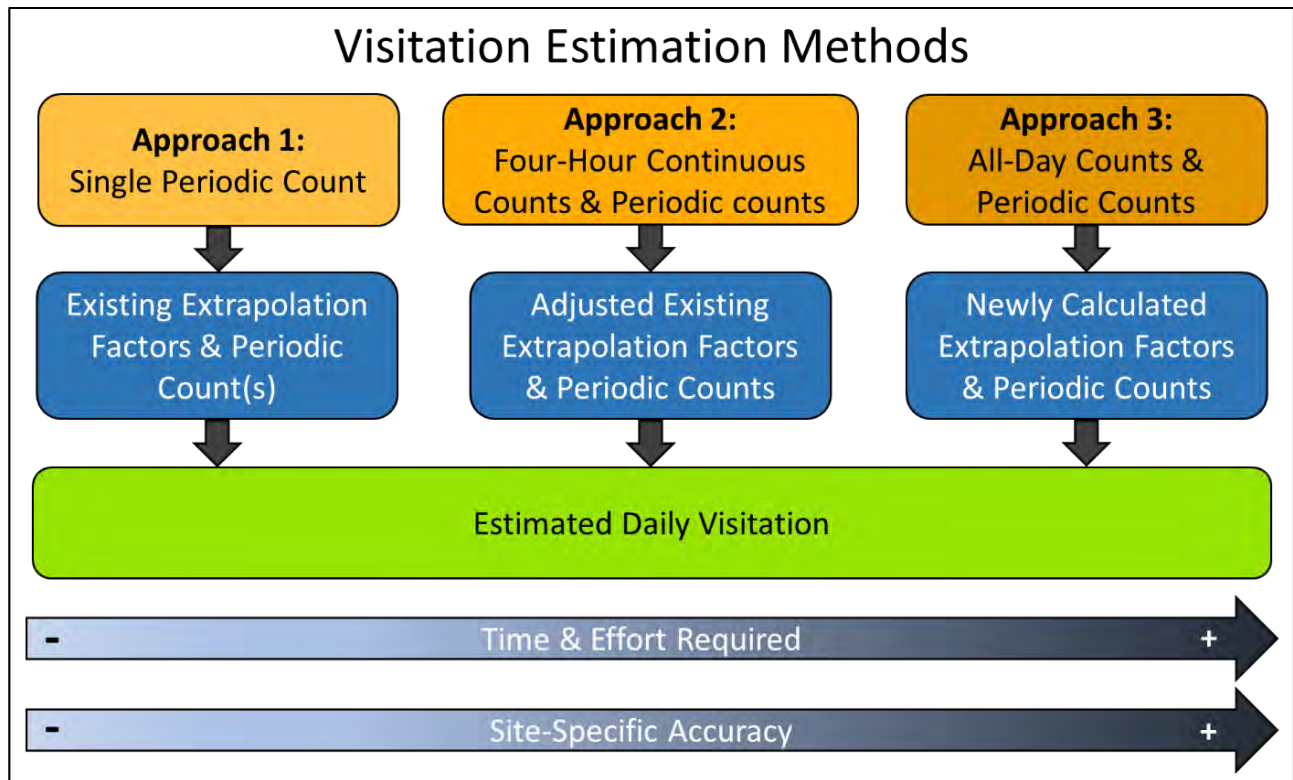 Visitation Estimation Methods
Approach 1:
Single Periodic Count
Approach 2:
Four-Hour Continuous
Counts & Periodic counts
Approach 3:
All-Day Counts &
Periodic Counts
Existing Extrapolation
Factors & Periodic
Count(s)
Adjusted Existing
Extrapolation Factors
& Periodic Counts
Newly Calculated
Extrapolation Factors
& Periodic Counts
Estimated Daily Visitation
- Time & Effort Required +
- Site-Specific Accuracy +